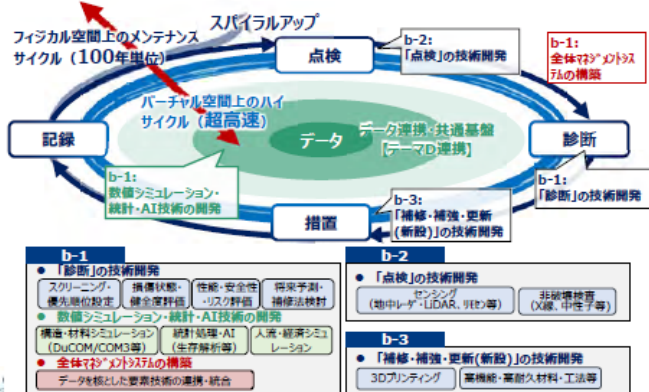 スパイラルアップ
フィジカル空間上のメンテナンス
サイクル（100年単位）
点検
b-2:
「点検」の技術開発
b-1:
全体ﾏﾈｼﾞﾒﾝﾄｼｽ
ﾃﾑの構築
バーチャル空間上のハイ
サイクル（超高速）
記録
データ
データ連携・共通基盤
【テーマD連携】
診断
b-1:
数値シミュレーション・
統計・AI技術の開発
b-1:
「診断」の技術開発
措置
b-3:
「補修・補強・更新
(新設)」の技術開発
b-1
● 「診断」の技術開発
スクリーニング・
優先順位設定
損傷状態・
健全度評価
性能・安全性
・リスク評価
将来予測・
補修法検討
● 数値シミュレーション・統計・AI技術の開発
構造・材料シミュレーション
（DuCOM/COM3等）
統計処理・AI
（生存解析等）
人流・経済シミュ
レーション
● 全体ﾏﾈｼﾞﾒﾝﾄｼｽﾃﾑの構築
データを核とした要素技術の連携・統合
b-2
● 「点検」の技術開発
センシング
（地中ﾚｰﾀﾞ・LiDAR、ﾘﾓｾﾝ等）
非破壊検査
（X線、中性子等）
b-3
● 「補修・補強・更新(新設)」の技術開発
3Dプリンティング
高機能・高耐久材料・工法等